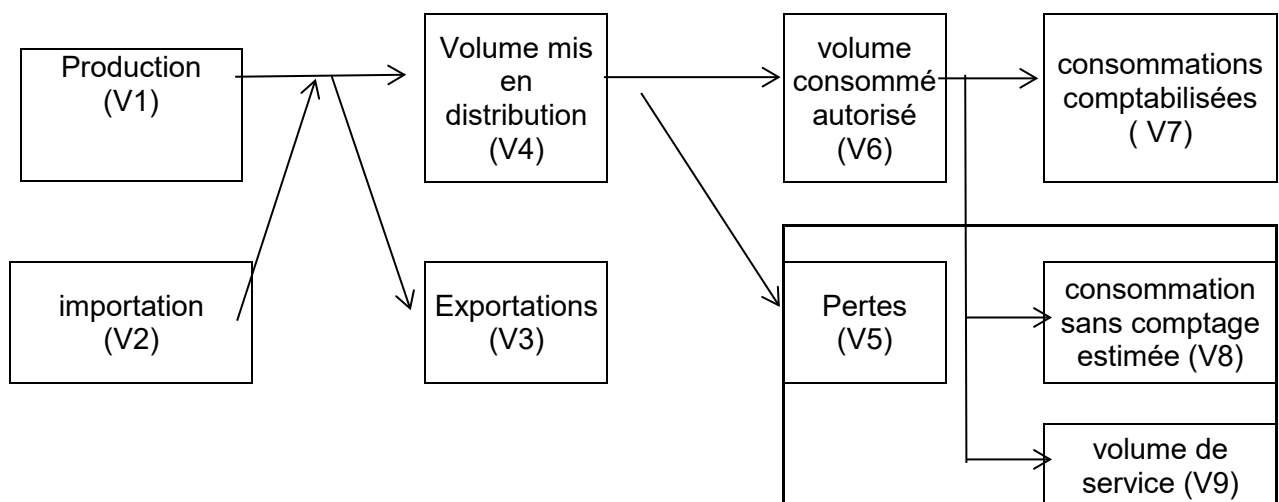 Production
(V1)
Volume mis
en
distribution
(V4)
volume
consommé
autorisé
(V6)
consommations
comptabilisées
( V7)
importation
(V2)
Exportations
(V3)
Pertes
(V5)
consommation
sans comptage
estimée (V8)
volume de
service (V9)